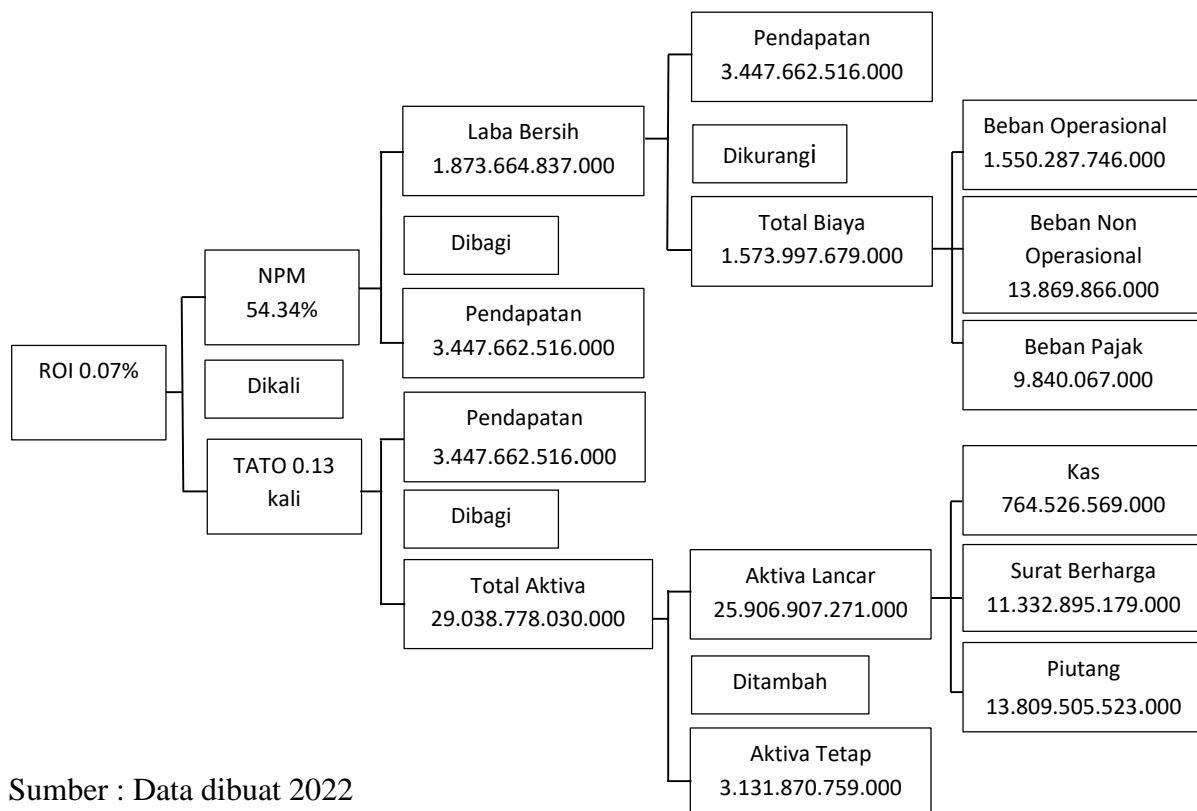 ROI 0.07%
NPM
54.34%
Dikali
TATO 0.13
kali
Laba Bersih
1.873.664.837.000
Dibagi
Pendapatan
3.447.662.516.000
Pendapatan
3.447.662.516.000
Dibagi
Total Aktiva
29.038.778.030.000
Pendapatan
3.447.662.516.000
Dikurangi
Total Biaya
1.573.997.679.000
Beban Operasional
1.550.287.746.000
Beban Non
Operasional
13.869.866.000
Beban Pajak
9.840.067.000
Aktiva Lancar
25.906.907.271.000
Ditambah
Aktiva Tetap
3.131.870.759.000
Kas
764.526.569.000
Surat Berharga
11.332.895.179.000
Piutang
13.809.505.523.000
Sumber : Data dibuat 2022